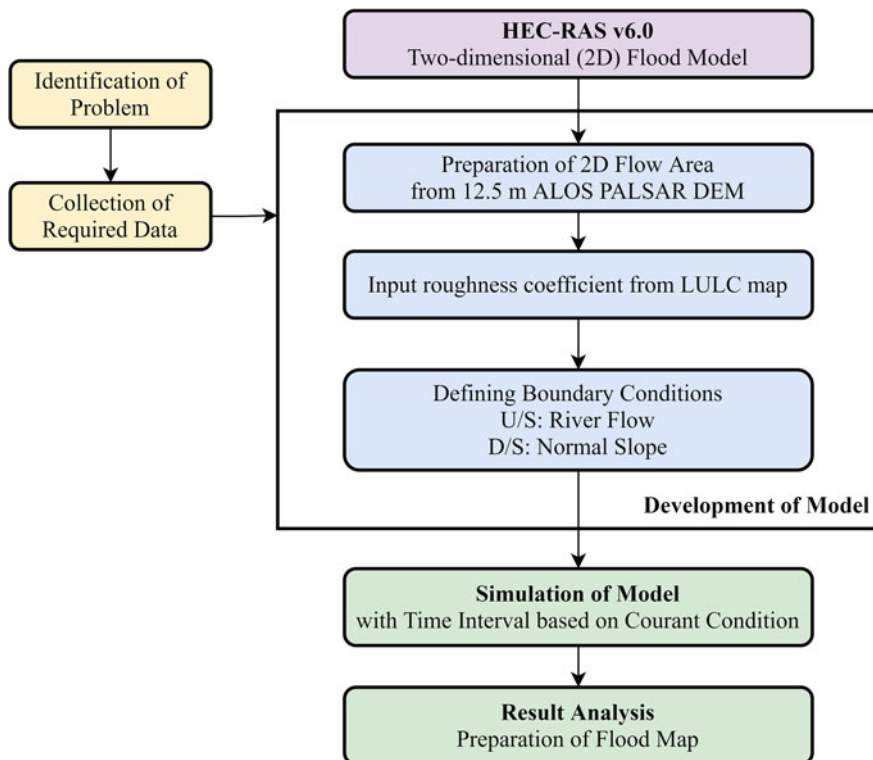 HEC-RAS v6.0
Two-dimensional (2D) Flood Model
Identification of
Problem
Collection of
Required Data
Preparation of 2D Flow Area
from 12.5 m ALOS PALSAR DEM
Input roughness coefficient from LULC map
Defining Boundary Conditions
U/S: River Flow
D/S: Normal Slope
Development of Model
Simulation of Model
with Time Interval based on Courant Condition
Result Analysis
Preparation of Flood Map